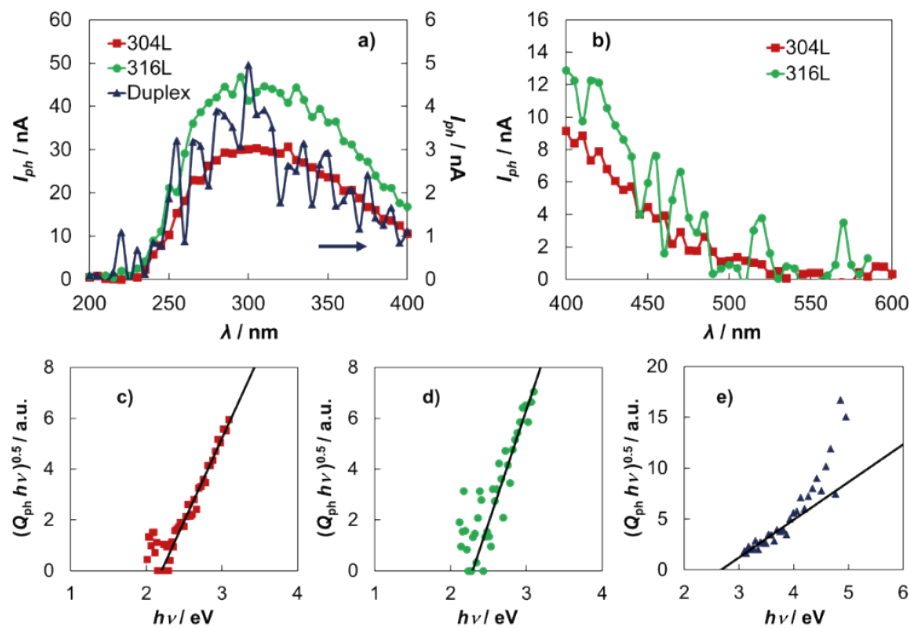 a)
304L
316L
Duplex
60
50
40
30
20
10
0
I_ph / nA
6
5
4
3
2
1
0
I_ph / nA
200 250 300 350 400
λ / nm
b)
304L
316L
16
14
12
10
8
6
4
2
0
I_ph / nA
400 450 500 550 600
λ / nm
c)
8
6
4
2
0
(Q_ph hν)^0.5 / a.u.
1 2 3 4
hν / eV
d)
8
6
4
2
0
(Q_ph hν)^0.5 / a.u.
1 2 3 4
hν / eV
e)
20
15
10
5
0
(Q_ph hν)^0.5 / a.u.
2 3 4 5 6
hν / eV